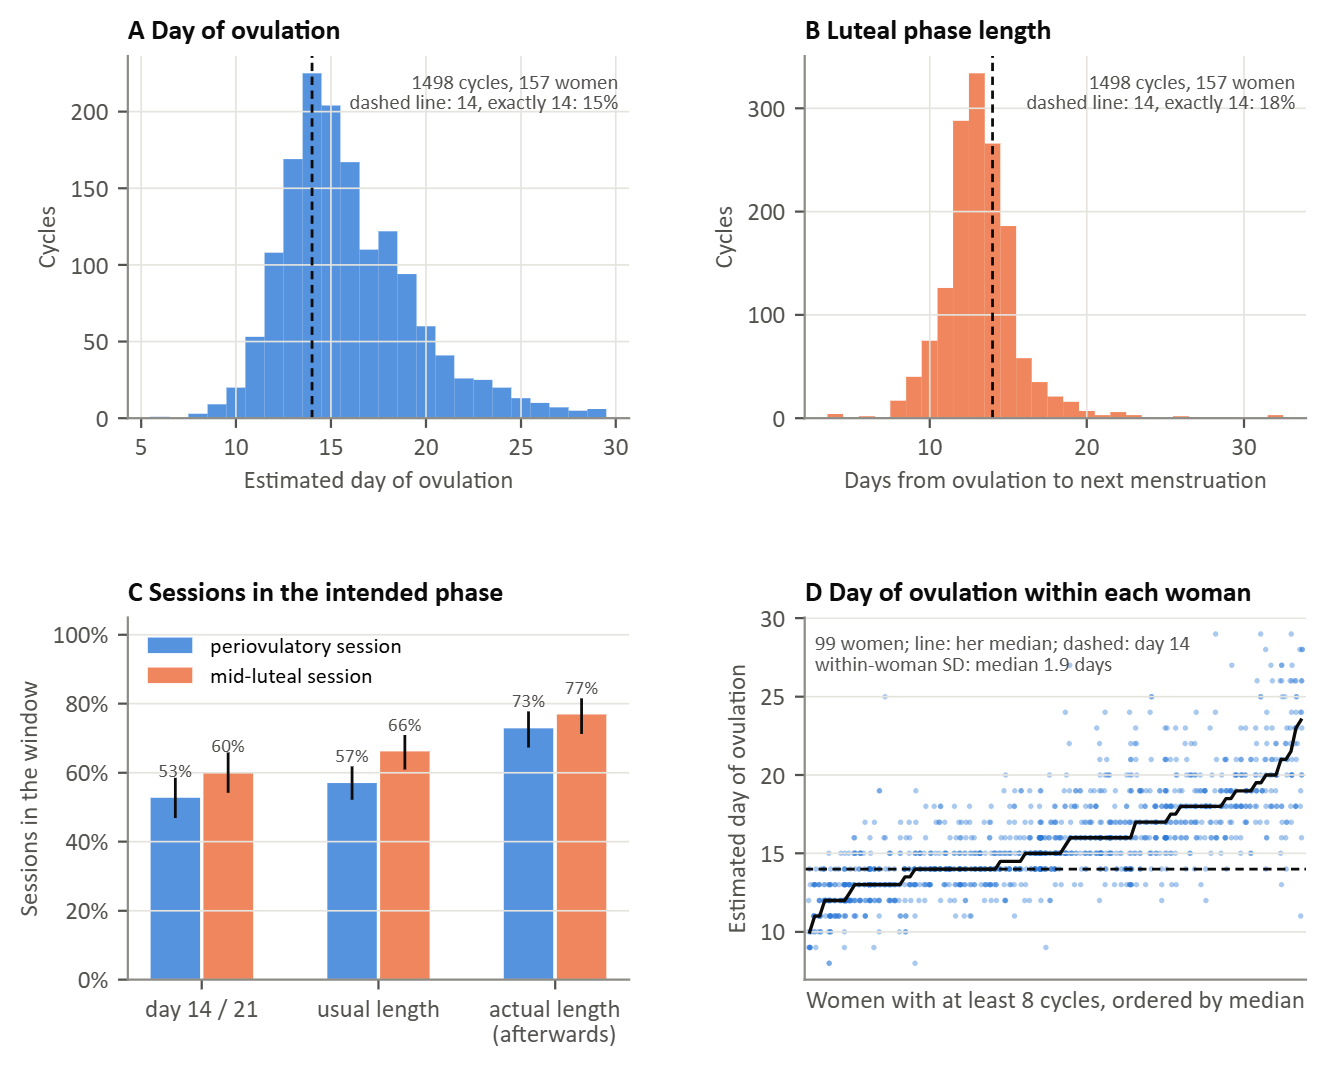 A Day of ovulation
1498 cycles, 157 women
dashed line: 14, exactly 14: 15%
Cycles
200
150
100
50
0
5 10 15 20 25 30
Estimated day of ovulation
B Luteal phase length
1498 cycles, 157 women
dashed line: 14, exactly 14: 18%
Cycles
300
200
100
0
10 20 30
Days from ovulation to next menstruation
C Sessions in the intended phase
periovulatory session
mid-luteal session
Sessions in the window
100%
80%
60%
40%
20%
0%
53% 60% 57% 66% 73% 77%
day 14 / 21 usual length actual length
(afterwards)
D Day of ovulation within each woman
99 women; line: her median; dashed: day 14
within-woman SD: median 1.9 days
Estimated day of ovulation
30
25
20
15
10
Women with at least 8 cycles, ordered by median